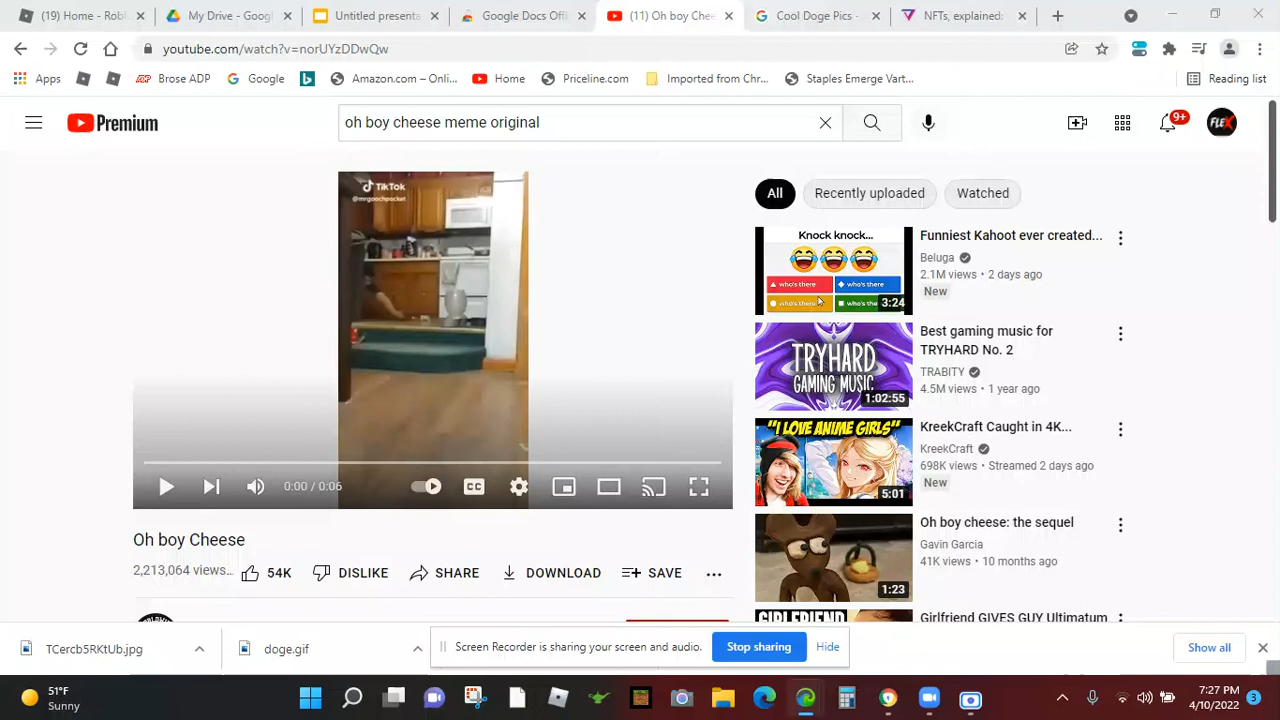 (19) Home - Rob
My Drive - Googl
Untitled presenta
Google Docs Offi
(11) Oh boy Chee
Cool Doge Pics -
NFTs, explained:
youtube.com/watch?v=norUYzDDwQw
Apps
ADP
Brose ADP
Google
Amazon.com – Onli...
Home
Priceline.com
Imported from Chr...
Staples Emerge Vart...
Reading list
Premium
oh boy cheese meme original
9+
FLEX
TikTok
@mrgoochpocket
All
Recently uploaded
Watched
Knock knock...
who's there
who's there
who's there
who's there
3:24
Funniest Kahoot ever created...
Beluga
2.1M views • 2 days ago
New
TRYHARD
GAMING MUSIC
1:02:55
Best gaming music for
TRYHARD No. 2
TRABITY
4.5M views • 1 year ago
"I LOVE ANIME GIRLS"
5:01
KreekCraft Caught in 4K...
KreekCraft
698K views • Streamed 2 days ago
New
1:23
Oh boy cheese: the sequel
Gavin Garcia
41K views • 10 months ago
GIRLFRIEND
Girlfriend GIVES GUY Ultimatum
0:00 / 0:06
CC
Oh boy Cheese
2,213,064 views...
54K
DISLIKE
SHARE
DOWNLOAD
SAVE
TCercb5RKtUb.jpg
doge.gif
Screen Recorder is sharing your screen and audio.
Stop sharing
Hide
Show all
51°F
Sunny
7:27 PM
4/10/2022
3